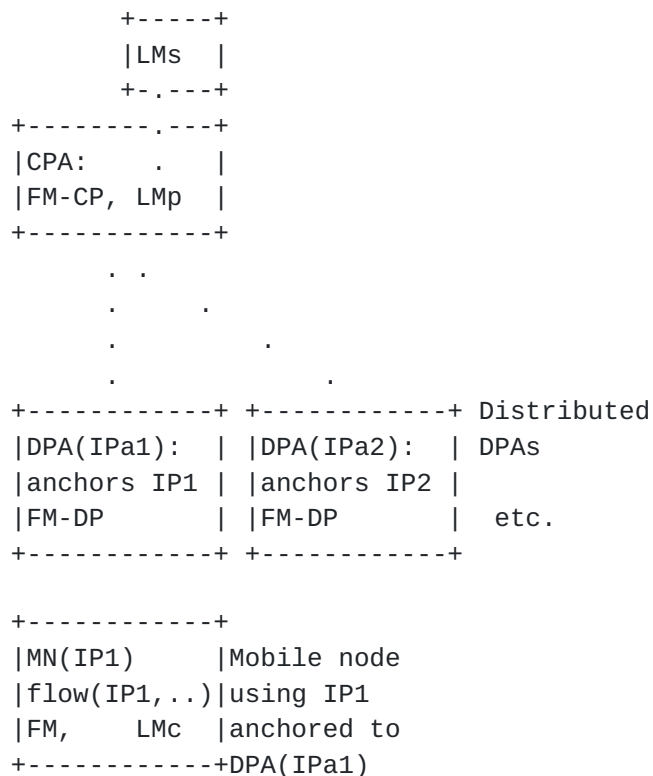 +-----+
       |LMs  |
       +-.---+
+--------.---+
|CPA:    .   |
|FM-CP, LMp  |
+------------+
      . .
      .     .
      .         .
      .             .
+------------+ +------------+ Distributed
|DPA(IPa1):  | |DPA(IPa2):  | DPAs
|anchors IP1 | |anchors IP2 |
|FM-DP       | |FM-DP       |  etc.
+------------+ +------------+

+------------+
|MN(IP1)     |Mobile node
|flow(IP1,..)|using IP1
|FM,    LMc  |anchored to
+------------+DPA(IPa1)